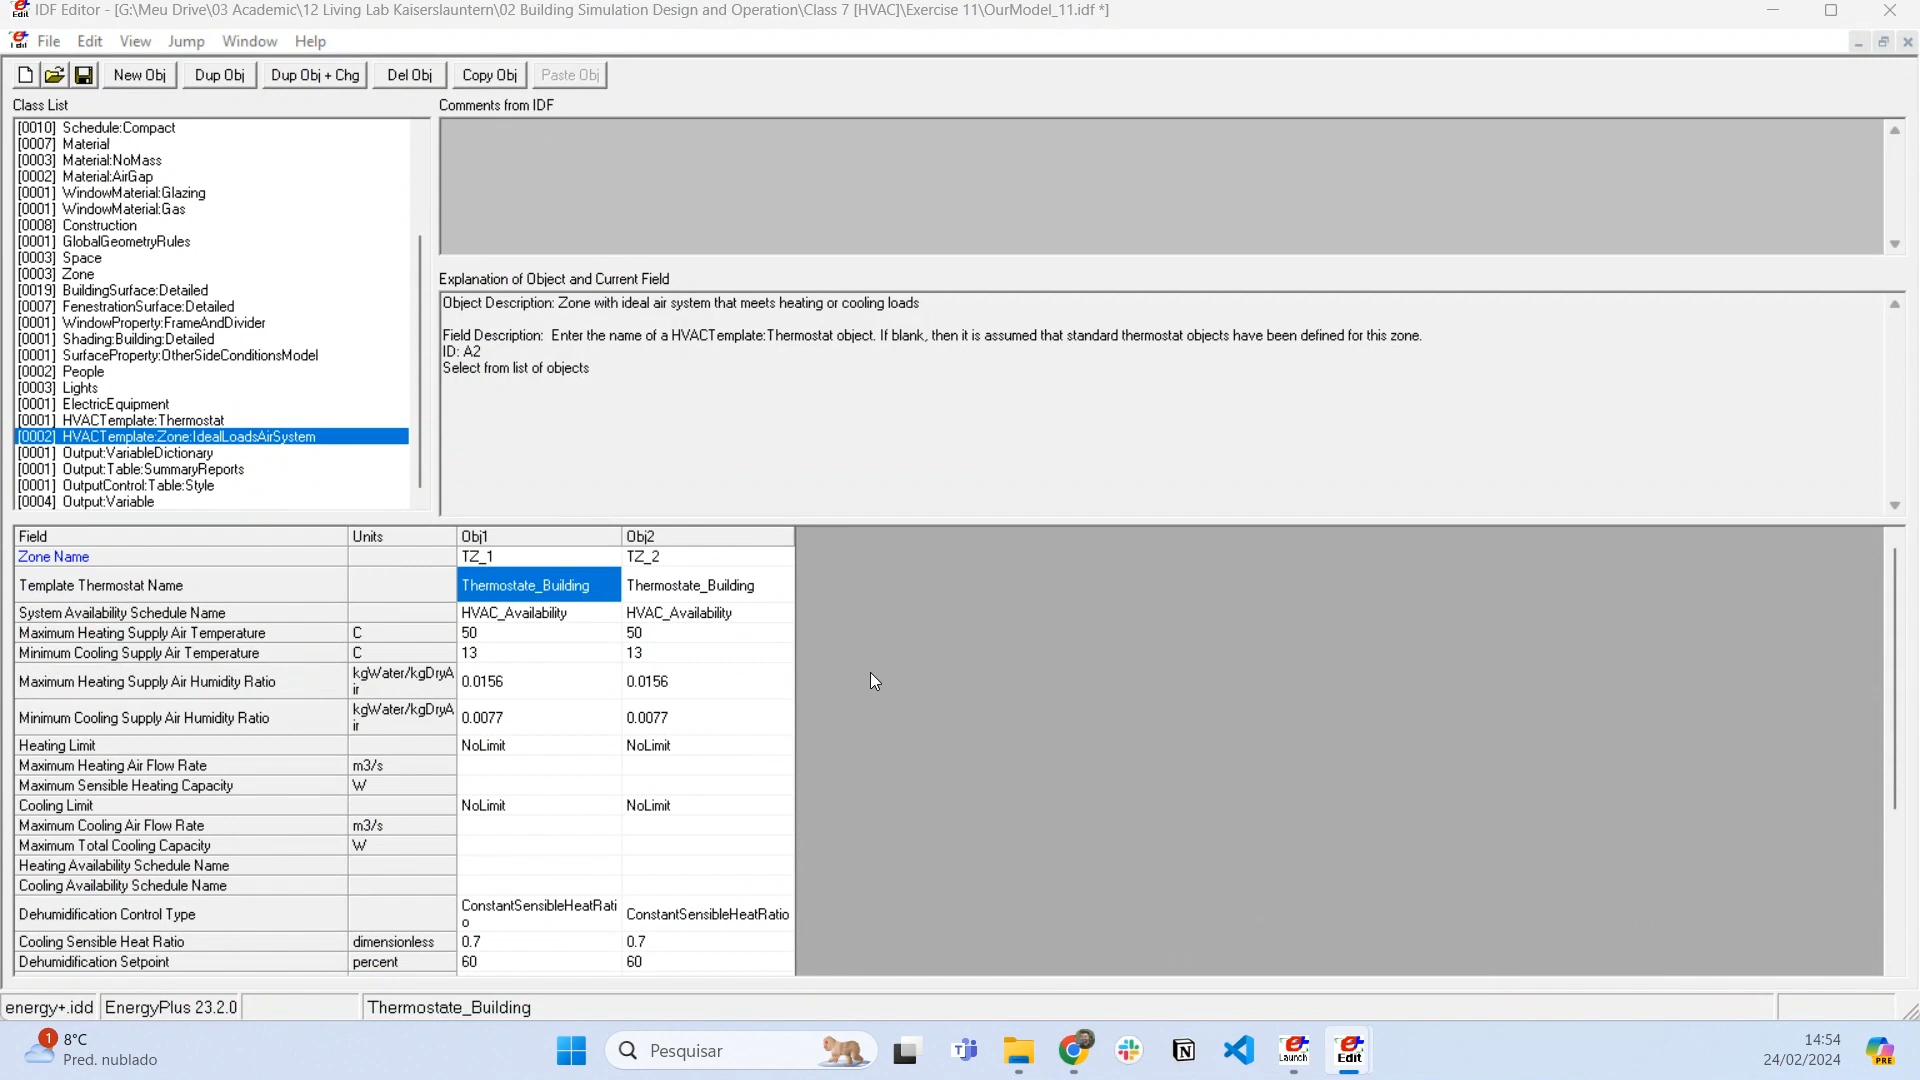 IDF Editor - [G:\Meu Drive\03 Academic\12 Living Lab Kaiserslauntern\02 Building Simulation Design and Operation\Class 7 [HVAC]\Exercise 11\OurModel_11.idf *]
File Edit View Jump Window Help
New Obj Dup Obj Dup Obj + Chg Del Obj Copy Obj Paste Obj
Class List
Comments from IDF
[0010] Schedule:Compact
[0007] Material
[0003] Material:NoMass
[0002] Material:AirGap
[0001] WindowMaterial:Glazing
[0001] WindowMaterial:Gas
[0008] Construction
[0001] GlobalGeometryRules
[0003] Space
[0003] Zone
[0019] BuildingSurface:Detailed
[0007] FenestrationSurface:Detailed
[0001] WindowProperty:FrameAndDivider
[0001] Shading:Building:Detailed
[0001] SurfaceProperty:OtherSideConditionsModel
[0002] People
[0003] Lights
[0001] ElectricEquipment
[0001] HVACTemplate:Thermostat
[0002] HVACTemplate:Zone:IdealLoadsAirSystem
[0001] Output:VariableDictionary
[0001] Output:Table:SummaryReports
[0001] OutputControl:Table:Style
[0004] Output:Variable
Explanation of Object and Current Field
Object Description: Zone with ideal air system that meets heating or cooling loads
Field Description: Enter the name of a HVACTemplate:Thermostat object. If blank, then it is assumed that standard thermostat objects have been defined for this zone.
ID: A2
Select from list of objects
Field Units Obj1 Obj2
Zone Name TZ_1 TZ_2
Template Thermostat Name Thermostate_Building Thermostate_Building
System Availability Schedule Name HVAC_Availability HVAC_Availability
Maximum Heating Supply Air Temperature C 50 50
Minimum Cooling Supply Air Temperature C 13 13
Maximum Heating Supply Air Humidity Ratio kgWater/kgDryA
ir 0.0156 0.0156
Minimum Cooling Supply Air Humidity Ratio kgWater/kgDryA
ir 0.0077 0.0077
Heating Limit NoLimit NoLimit
Maximum Heating Air Flow Rate m3/s
Maximum Sensible Heating Capacity W
Cooling Limit NoLimit NoLimit
Maximum Cooling Air Flow Rate m3/s
Maximum Total Cooling Capacity W
Heating Availability Schedule Name
Cooling Availability Schedule Name
Dehumidification Control Type ConstantSensibleHeatRati
o ConstantSensibleHeatRatio
Cooling Sensible Heat Ratio dimensionless 0.7 0.7
Dehumidification Setpoint percent 60 60
energy+.idd EnergyPlus 23.2.0 Thermostate_Building
1 8°C
Pred. nublado
Pesquisar
Launch
Edit
14:54
24/02/2024
PRE